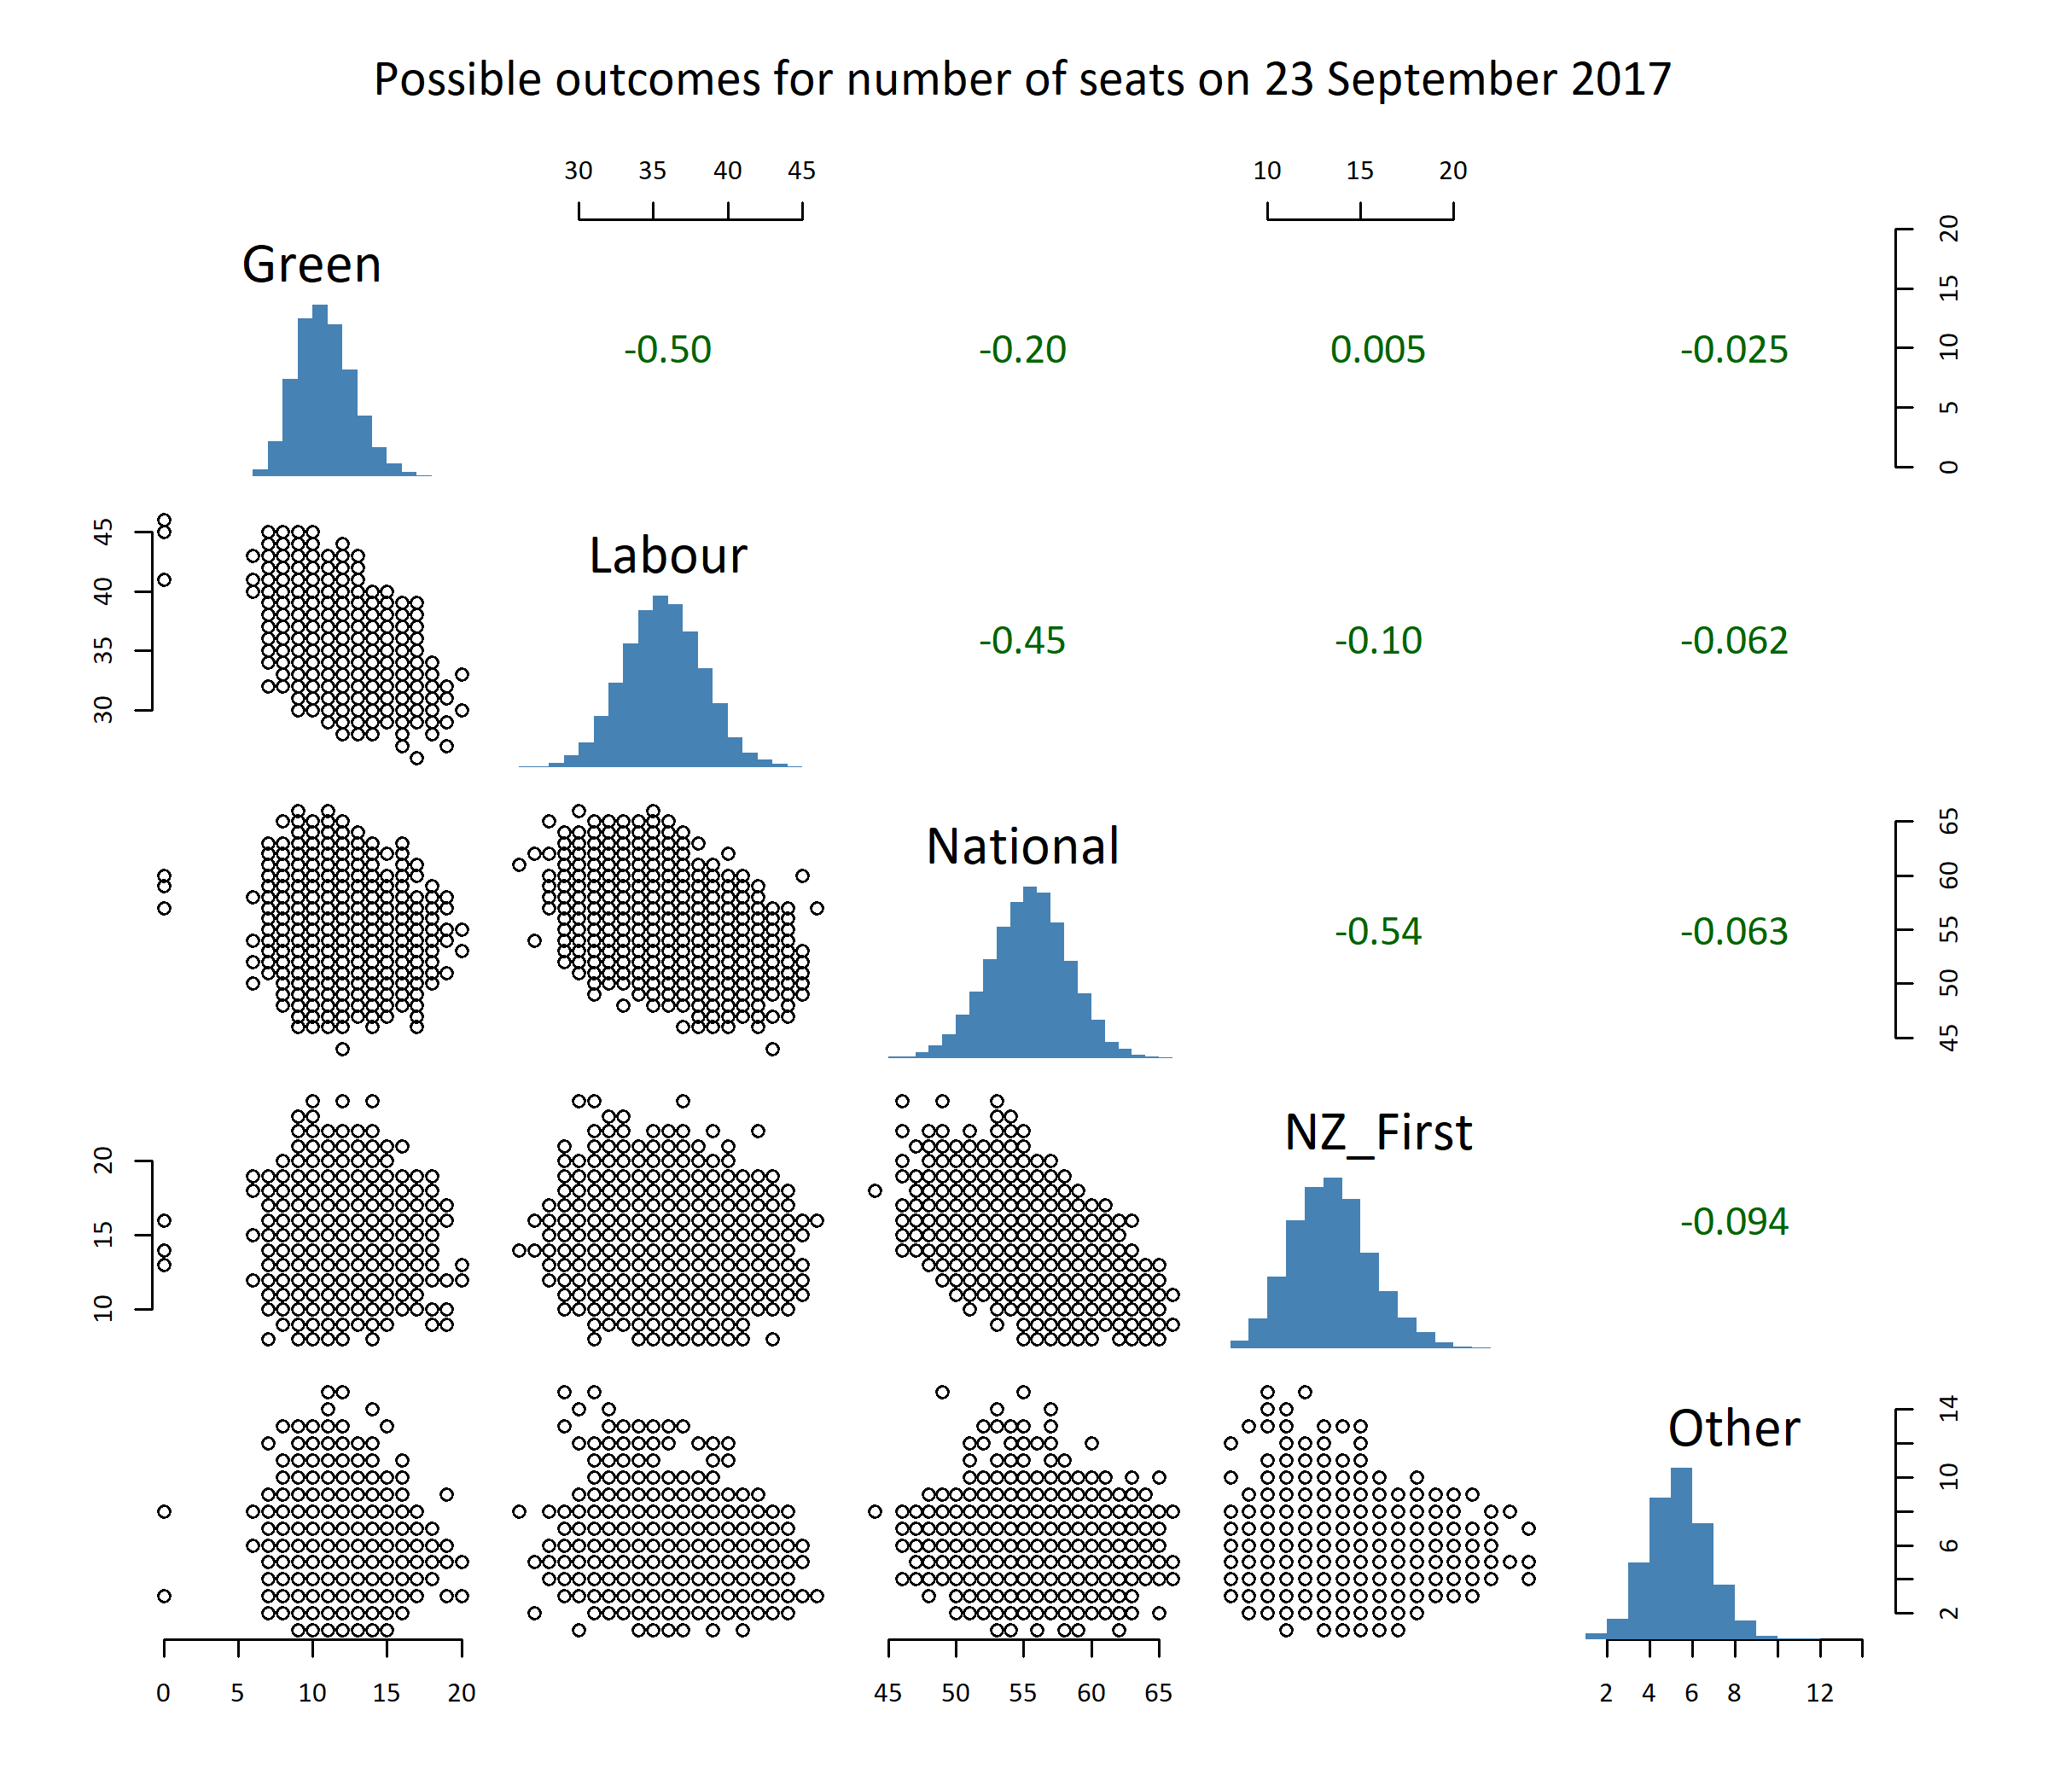 Possible outcomes for number of seats on 23 September 2017
30 35 40 45 10 15 20
Green
-0.50 -0.20 0.005 -0.025
0 5 10 15 20
Labour
30 35 40 45
-0.45 -0.10 -0.062
National
-0.54 -0.063
45 50 55 60 65
NZ_First
10 15 20
-0.094
Other
2 6 10 14
0 5 10 15 20 45 50 55 60 65 2 4 6 8 12